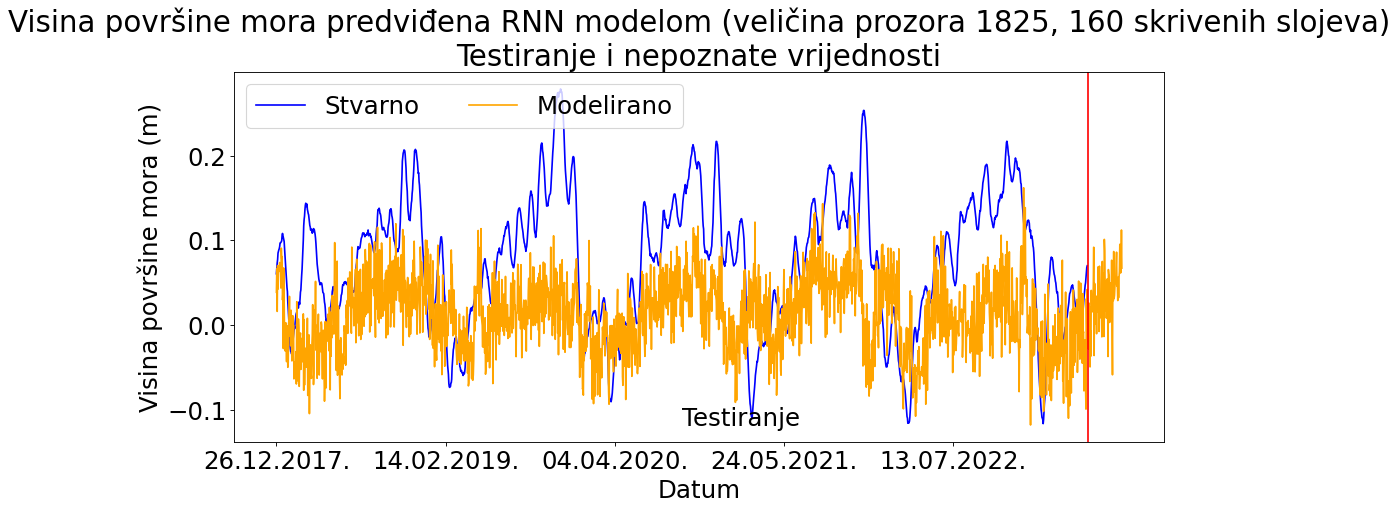 Visina površine mora predviđena RNN modelom (veličina prozora 1825, 160 skrivenih slojeva)
Testiranje i nepoznate vrijednosti
Stvarno
Modelirano
Visina površine mora (m)
0.2
0.1
0.0
−0.1
Testiranje
26.12.2017.
14.02.2019.
04.04.2020.
24.05.2021.
13.07.2022.
Datum